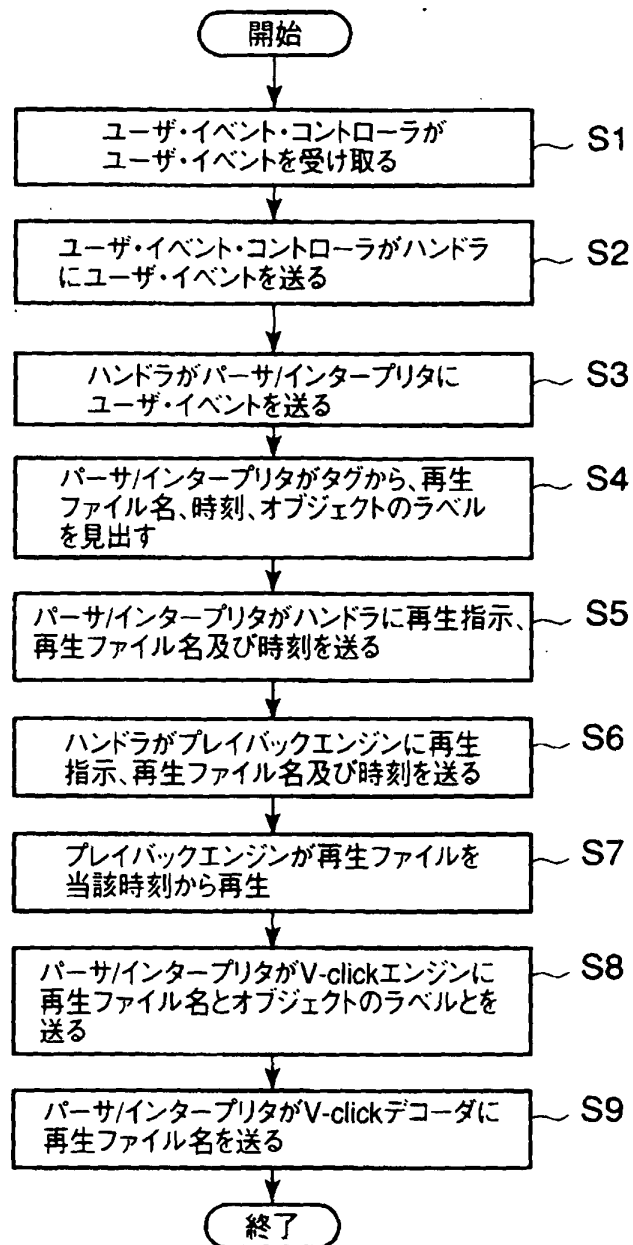 開始
ユーザ・イベント・コントローラが
ユーザ・イベントを受け取る
S1
ユーザ・イベント・コントローラがハンドラ
にユーザ・イベントを送る
S2
ハンドラがパーサ/インタープリタに
ユーザ・イベントを送る
S3
パーサ/インタープリタがタグから、再生
ファイル名、時刻、オブジェクトのラベル
を見出す
S4
パーサ/インタープリタがハンドラに再生指示、
再生ファイル名及び時刻を送る
S5
ハンドラがプレイバックエンジンに再生
指示、再生ファイル名及び時刻を送る
S6
プレイバックエンジンが再生ファイルを
当該時刻から再生
S7
パーサ/インタープリタがV-clickエンジンに
再生ファイル名とオブジェクトのラベルとを
送る
S8
パーサ/インタープリタがV-clickデコーダに
再生ファイル名を送る
S9
終了